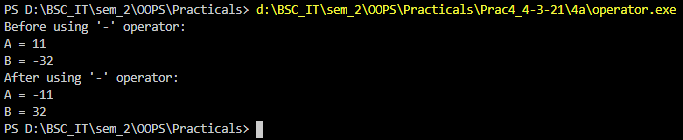 PS D:\BSC_IT\sem_2\OOPS\Practicals> d:\BSC_IT\sem_2\OOPS\Practicals\Prac4_4-3-21\4a\operator.exe
Before using '-' operator:
A = 11
B = -32
After using '-' operator:
A = -11
B = 32
PS D:\BSC_IT\sem_2\OOPS\Practicals>